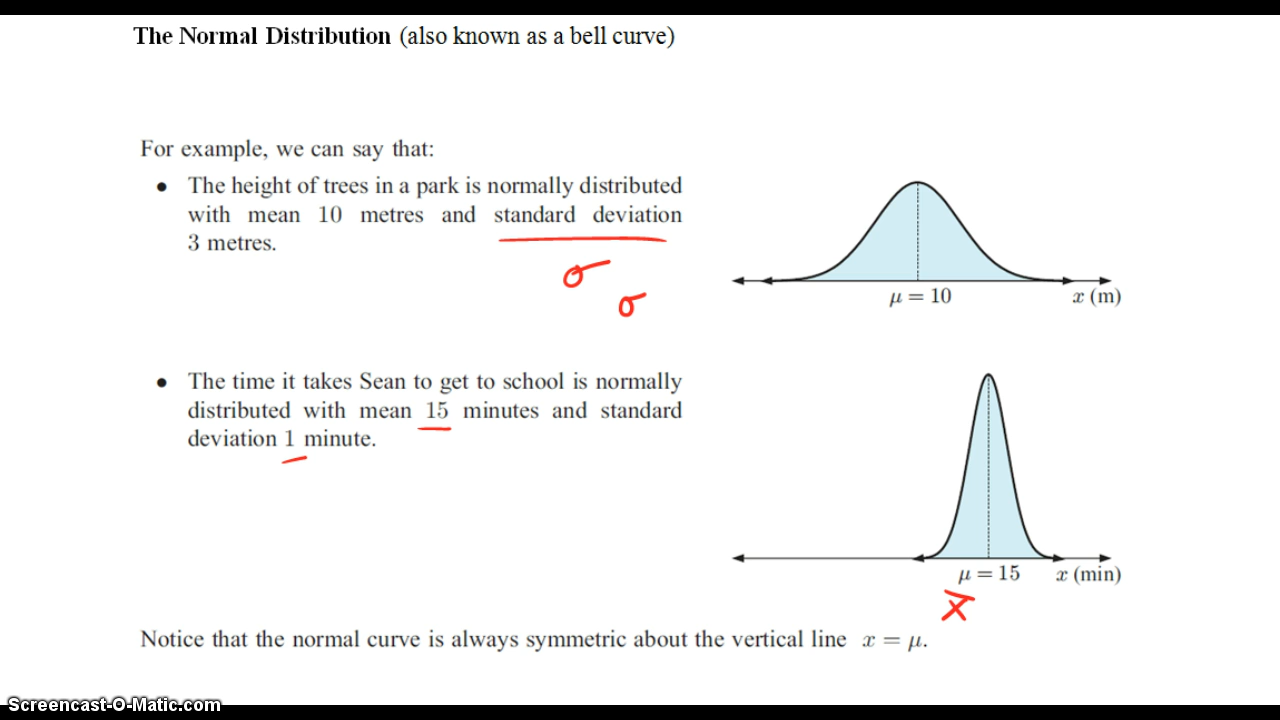 The Normal Distribution (also known as a bell curve)
For example, we can say that:
• The height of trees in a park is normally distributed
with mean 10 metres and standard deviation
3 metres.
σ
σ
μ = 10
x (m)
• The time it takes Sean to get to school is normally
distributed with mean 15 minutes and standard
deviation 1 minute.
μ = 15
x (min)
x̄
Notice that the normal curve is always symmetric about the vertical line x = μ.
Screencast-O-Matic.com